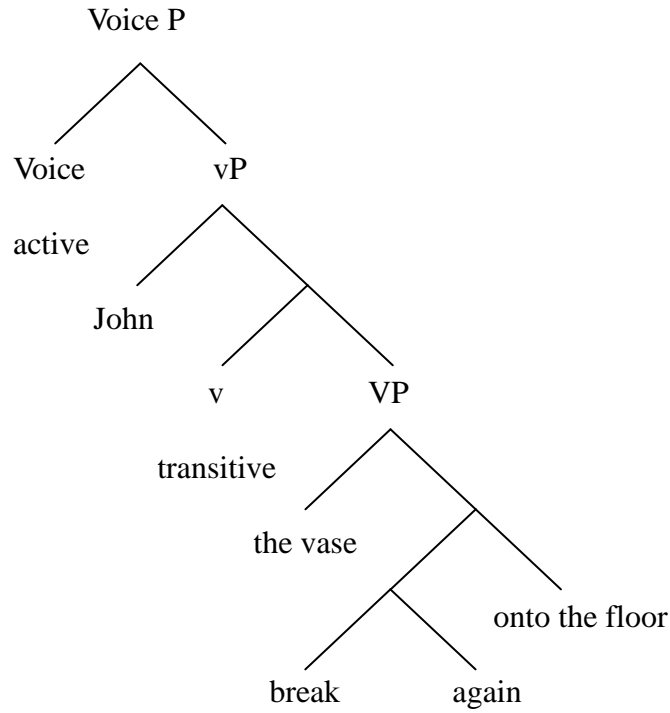 Voice P
Voice vP
active
John
v VP
transitive
the vase
onto the floor
break again